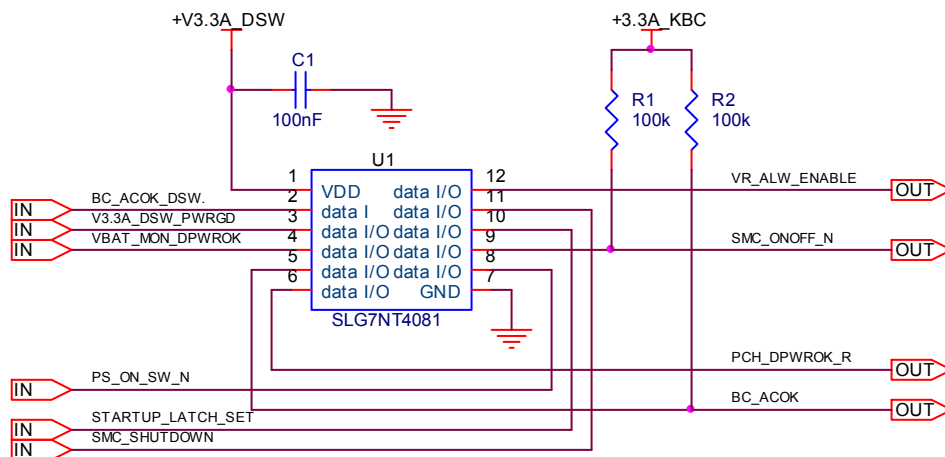 +V3.3A_DSW
+3.3A_KBC
C1
100nF
R1
100k
R2
100k
U1
1
VDD
data I/O
12
VR_ALW_ENABLE
OUT
IN
BC_ACOK_DSW.
2
data I
data I/O
11
IN
V3.3A_DSW_PWRGD
3
data I/O
data I/O
10
IN
VBAT_MON_DPWROK
4
data I/O
data I/O
9
SMC_ONOFF_N
OUT
5
data I/O
data I/O
8
6
data I/O
GND
7
SLG7NT4081
PCH_DPWROK_R
OUT
IN
PS_ON_SW_N
BC_ACOK
OUT
IN
STARTUP_LATCH_SET
IN
SMC_SHUTDOWN